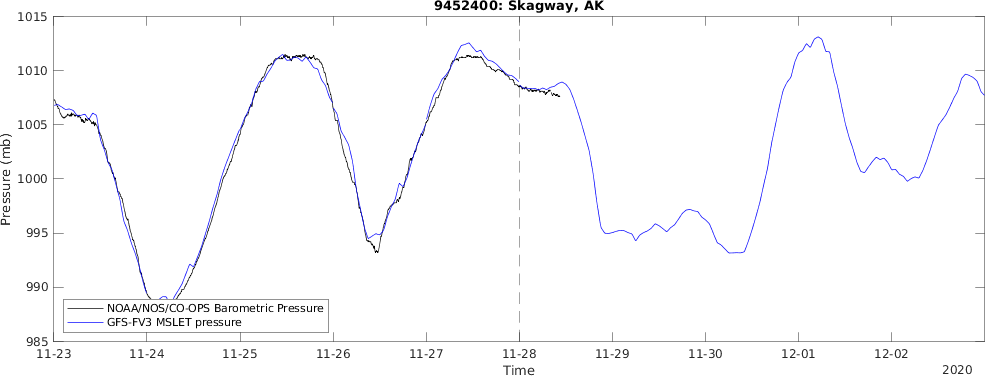 9452400: Skagway, AK
1015
1010
1005
1000
995
990
985
Pressure (mb)
NOAA/NOS/CO-OPS Barometric Pressure
GFS-FV3 MSLET pressure
11-23 11-24 11-25 11-26 11-27 11-28 11-29 11-30 12-01 12-02
Time
2020